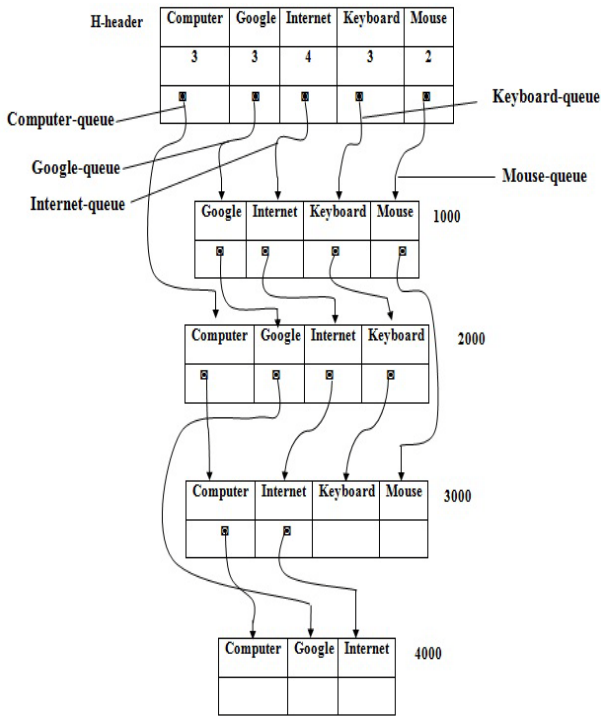 H-header
Computer Google Internet Keyboard Mouse
3 3 4 3 2
Computer-queue
Keyboard-queue
Google-queue
Mouse-queue
Internet-queue
Google Internet Keyboard Mouse
1000
Computer Google Internet Keyboard
2000
Computer Internet Keyboard Mouse
3000
Computer Google Internet
4000